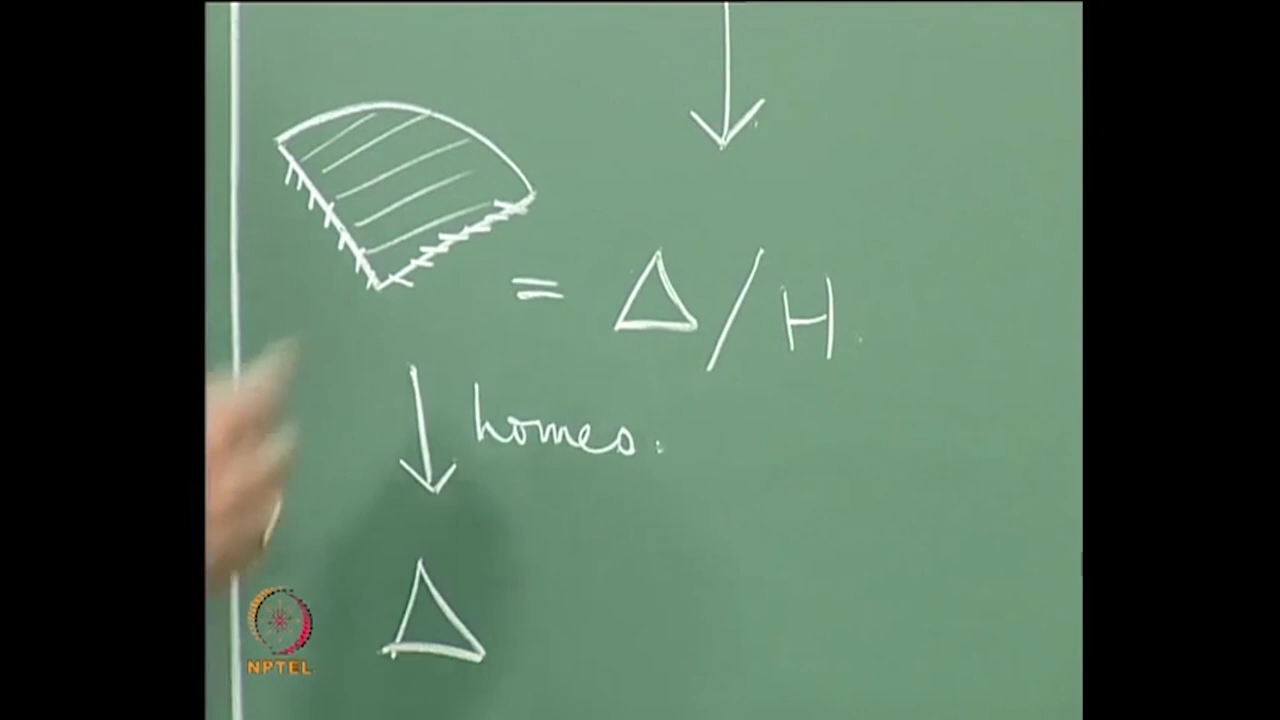 = Δ/H.
homeo.
Δ
NPTEL